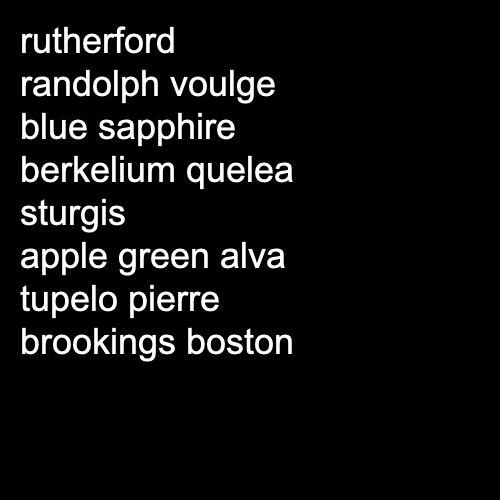 rutherford
randolph voulge
blue sapphire
berkelium quelea
sturgis
apple green alva
tupelo pierre
brookings boston